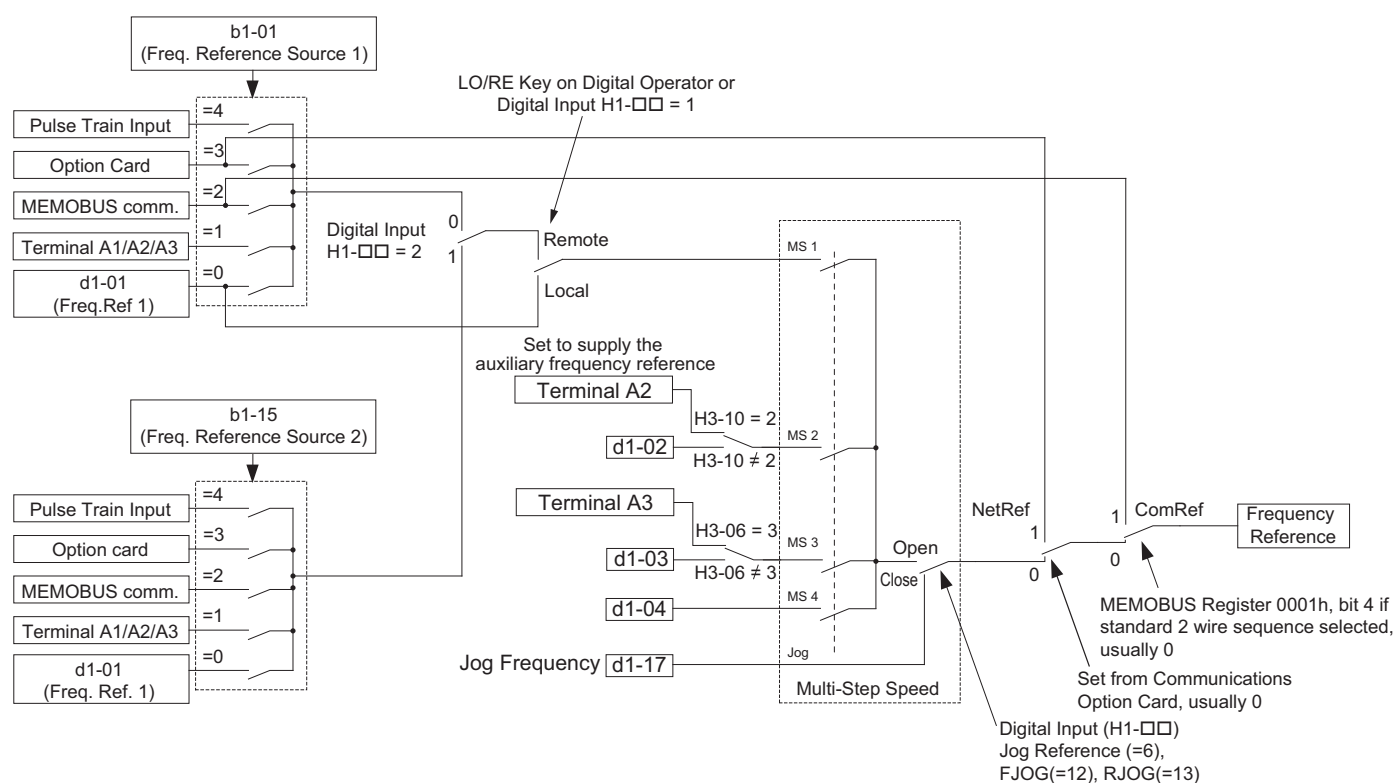 b1-01
(Freq. Reference Source 1)
LO/RE Key on Digital Operator or
Digital Input H1-□□ = 1
=4
Pulse Train Input
=3
Option Card
=2
MEMOBUS comm.
=1
Terminal A1/A2/A3
=0
d1-01
(Freq.Ref 1)
Digital Input
H1-□□ = 2
0
1
Remote
Local
MS 1
Set to supply the
auxiliary frequency reference
Terminal A2
H3-10 = 2
d1-02
H3-10 ≠ 2
MS 2
Terminal A3
H3-06 = 3
d1-03
H3-06 ≠ 3
MS 3
d1-04
MS 4
Jog Frequency
d1-17
Jog
Multi-Step Speed
Open
Close
NetRef
1
0
1
0
ComRef
Frequency
Reference
MEMOBUS Register 0001h, bit 4 if
standard 2 wire sequence selected,
usually 0
Set from Communications
Option Card, usually 0
Digital Input (H1-□□)
Jog Reference (=6),
FJOG(=12), RJOG(=13)
b1-15
(Freq. Reference Source 2)
=4
Pulse Train Input
=3
Option card
=2
MEMOBUS comm.
=1
Terminal A1/A2/A3
=0
d1-01
(Freq. Ref. 1)